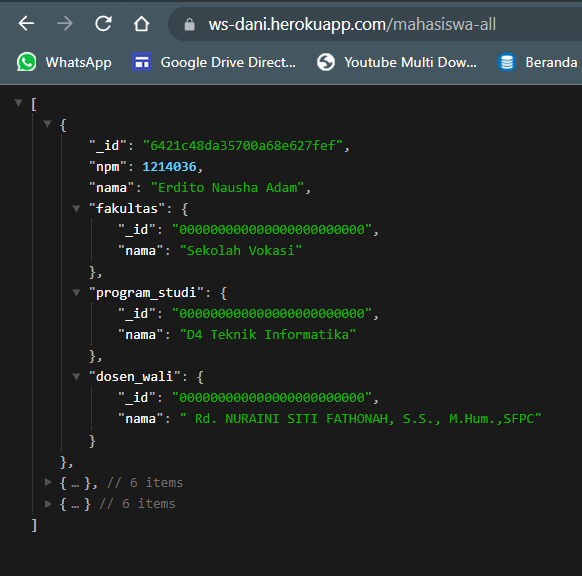 ws-dani.herokuapp.com/mahasiswa-all
WhatsApp Google Drive Direct... Youtube Multi Dow... Beranda
[
{
"_id": "6421c48da35700a68e627fef",
"npm": 1214036,
"nama": "Erdito Nausha Adam",
"fakultas": {
"_id": "000000000000000000000000",
"nama": "Sekolah Vokasi"
},
"program_studi": {
"_id": "000000000000000000000000",
"nama": "D4 Teknik Informatika"
},
"dosen_wali": {
"_id": "000000000000000000000000",
"nama": " Rd. NURAINI SITI FATHONAH, S.S., M.Hum.,SFPC"
}
},
{ … }, // 6 items
{ … } // 6 items
]